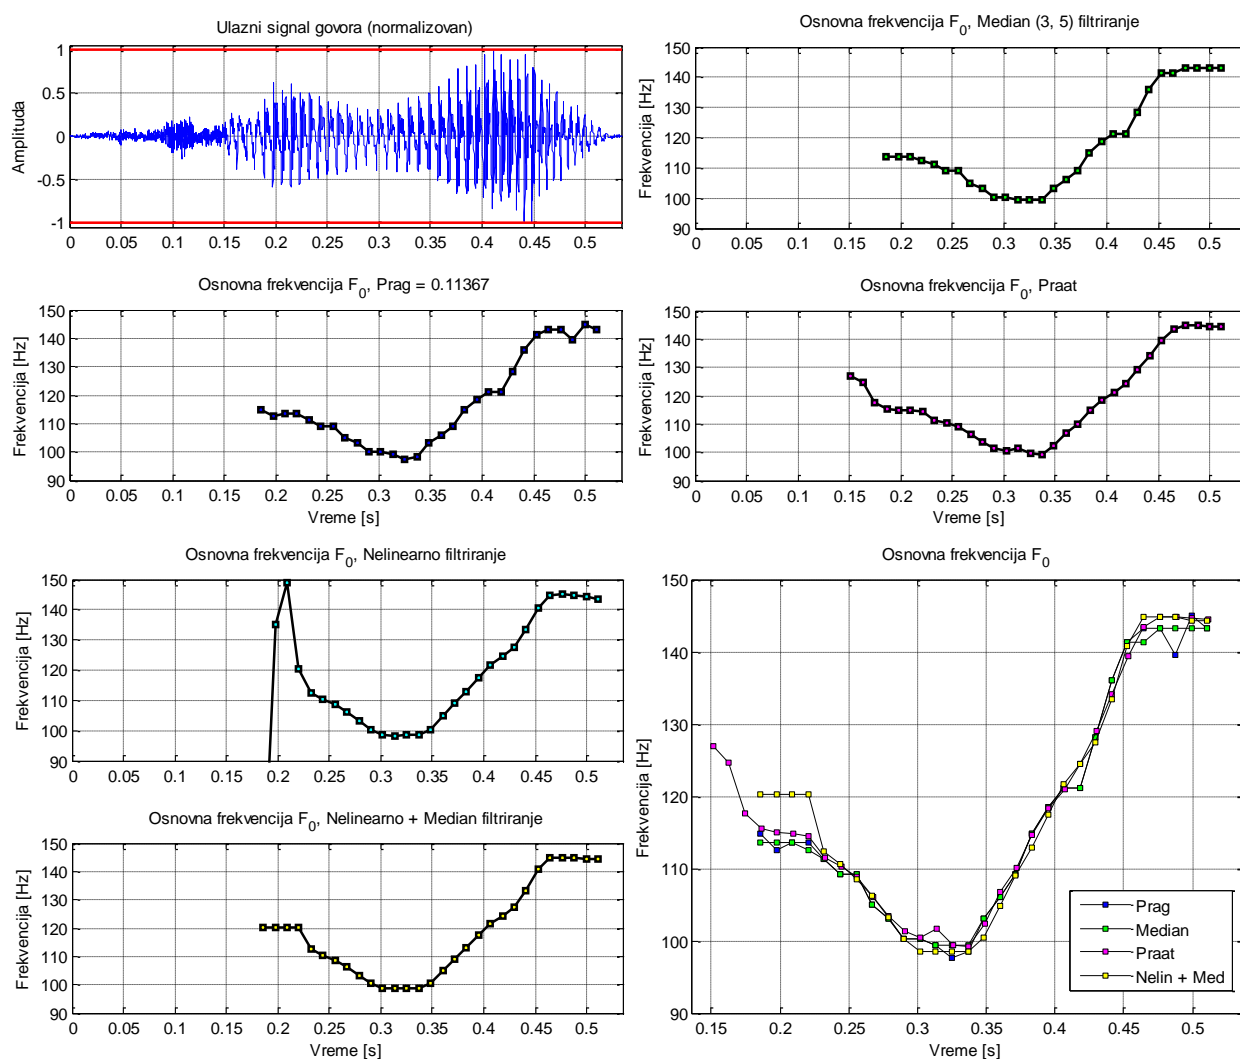 Ulazni signal govora (normalizovan)
Amplituda
1
0.5
0
-0.5
-1
0 0.05 0.1 0.15 0.2 0.25 0.3 0.35 0.4 0.45 0.5
Osnovna frekvencija F0, Median (3, 5) filtriranje
Frekvencija [Hz]
150
140
130
120
110
100
90
0 0.05 0.1 0.15 0.2 0.25 0.3 0.35 0.4 0.45 0.5
Osnovna frekvencija F0, Prag = 0.11367
Frekvencija [Hz]
150
140
130
120
110
100
90
0 0.05 0.1 0.15 0.2 0.25 0.3 0.35 0.4 0.45 0.5
Vreme [s]
Osnovna frekvencija F0, Praat
Frekvencija [Hz]
150
140
130
120
110
100
90
0 0.05 0.1 0.15 0.2 0.25 0.3 0.35 0.4 0.45 0.5
Vreme [s]
Osnovna frekvencija F0, Nelinearno filtriranje
Frekvencija [Hz]
150
140
130
120
110
100
90
0 0.05 0.1 0.15 0.2 0.25 0.3 0.35 0.4 0.45 0.5
Osnovna frekvencija F0, Nelinearno + Median filtriranje
Frekvencija [Hz]
150
140
130
120
110
100
90
0 0.05 0.1 0.15 0.2 0.25 0.3 0.35 0.4 0.45 0.5
Vreme [s]
Osnovna frekvencija F0
Frekvencija [Hz]
150
140
130
120
110
100
90
0.15 0.2 0.25 0.3 0.35 0.4 0.45 0.5
Vreme [s]
Prag
Median
Praat
Nelin + Med